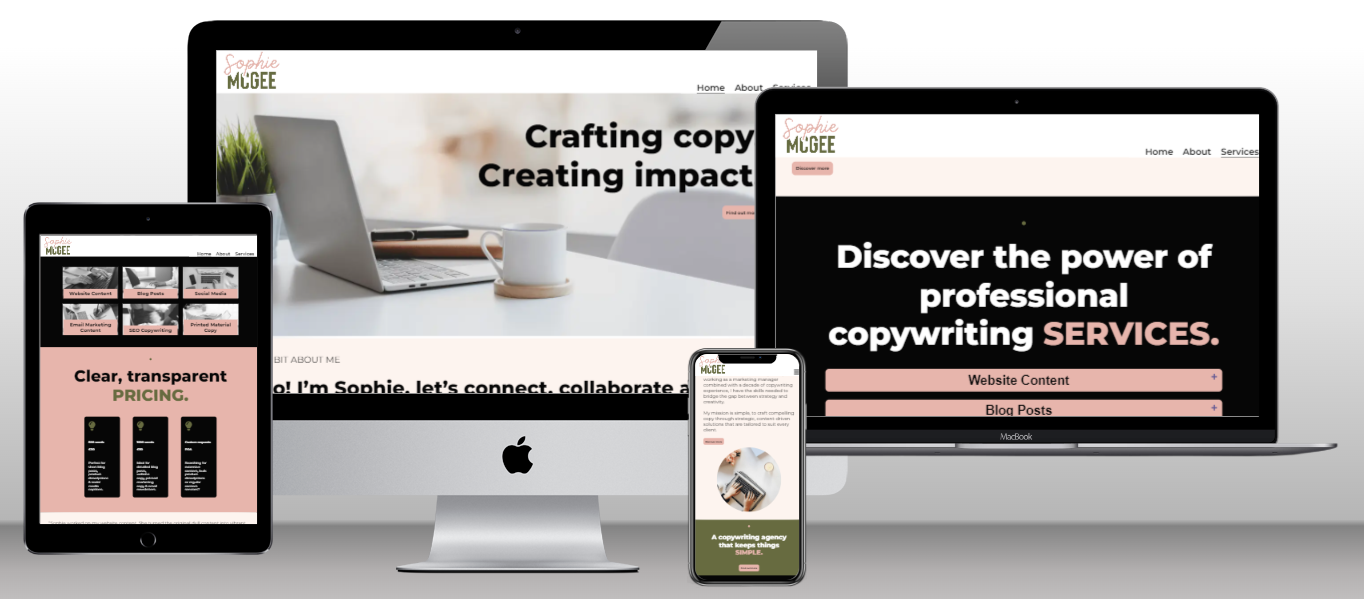 Sophie
MCGEE
Home About Services
Crafting copy
Creating impact
Find out mo
BIT ABOUT ME
o! I'm Sophie, let's connect, collaborate a
Sophie
MCGEE
Home About Services
Discover more
Discover the power of
professional
copywriting SERVICES.
Website Content +
Blog Posts +
MacBook
Sophie
MCGEE
Home About Services
Website Content Blog Posts Social Media
Email Marketing
Content
SEO Copywriting
Printed Material
Copy
Clear, transparent
PRICING.
Sophie
MCGEE
working as a marketing manager
combined with a decade of copywriting
experience, I have the skills needed to
bridge the gap between strategy and
creativity.
My mission is simple, to craft compelling
copy through strategic, content driven
solutions that are tailored to suit every
client.
A copywriting agency
that keeps things
SIMPLE.